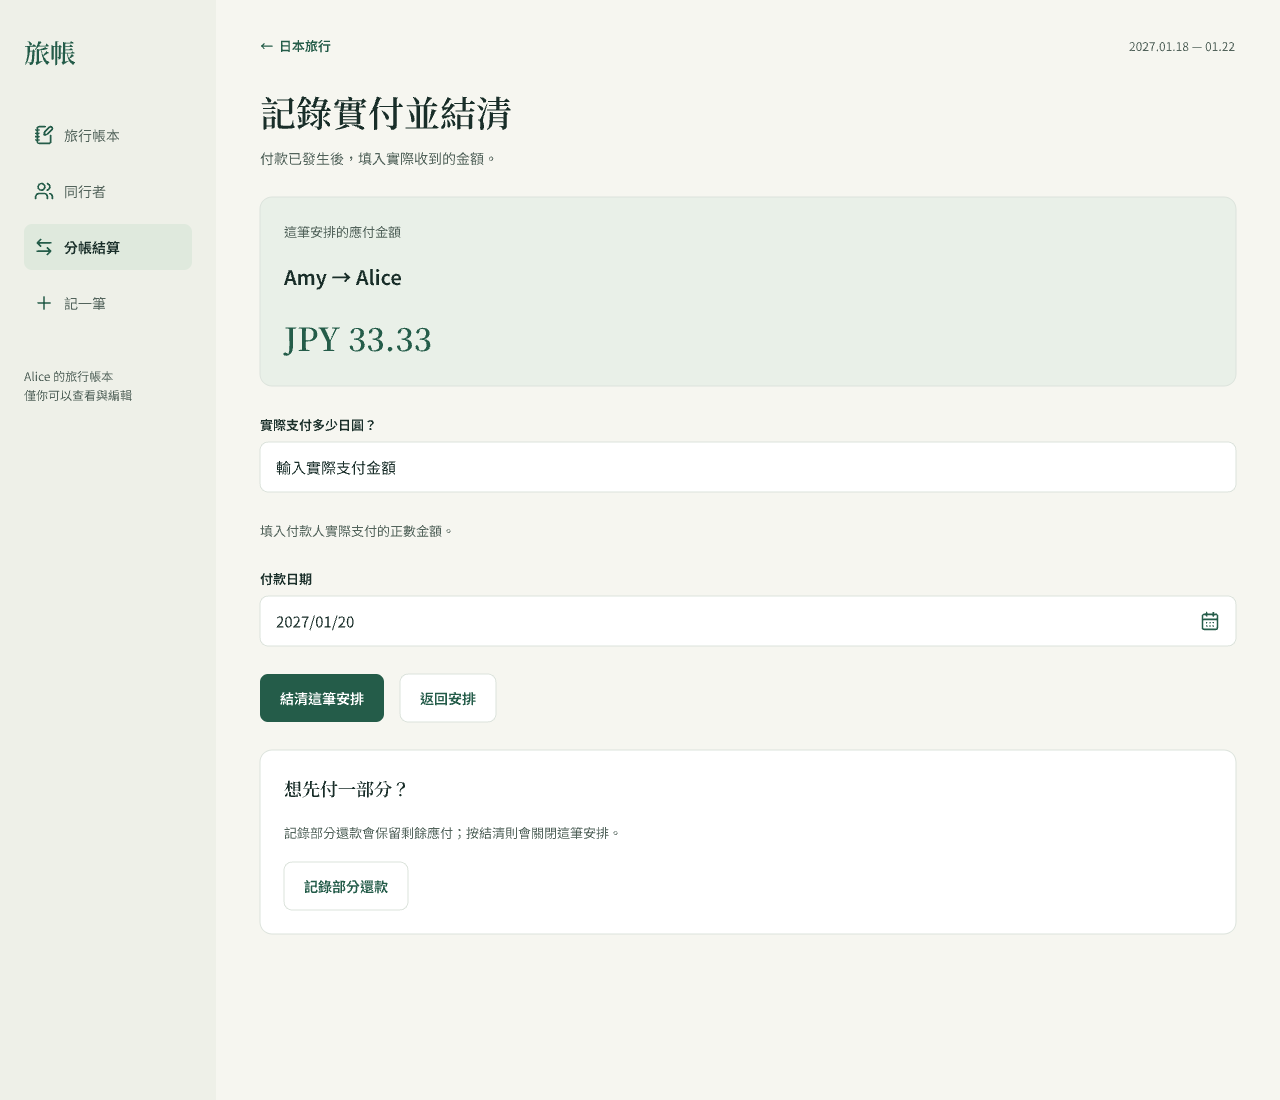 旅帳
旅行帳本
同行者
分帳結算
記一筆
Alice 的旅行帳本
僅你可以查看與編輯
← 日本旅行
2027.01.18 — 01.22
記錄實付並結清
付款已發生後，填入實際收到的金額。
這筆安排的應付金額
Amy → Alice
JPY 33.33
實際支付多少日圓？
輸入實際支付金額
填入付款人實際支付的正數金額。
付款日期
2027/01/20
結清這筆安排
返回安排
想先付一部分？
記錄部分還款會保留剩餘應付；按結清則會關閉這筆安排。
記錄部分還款